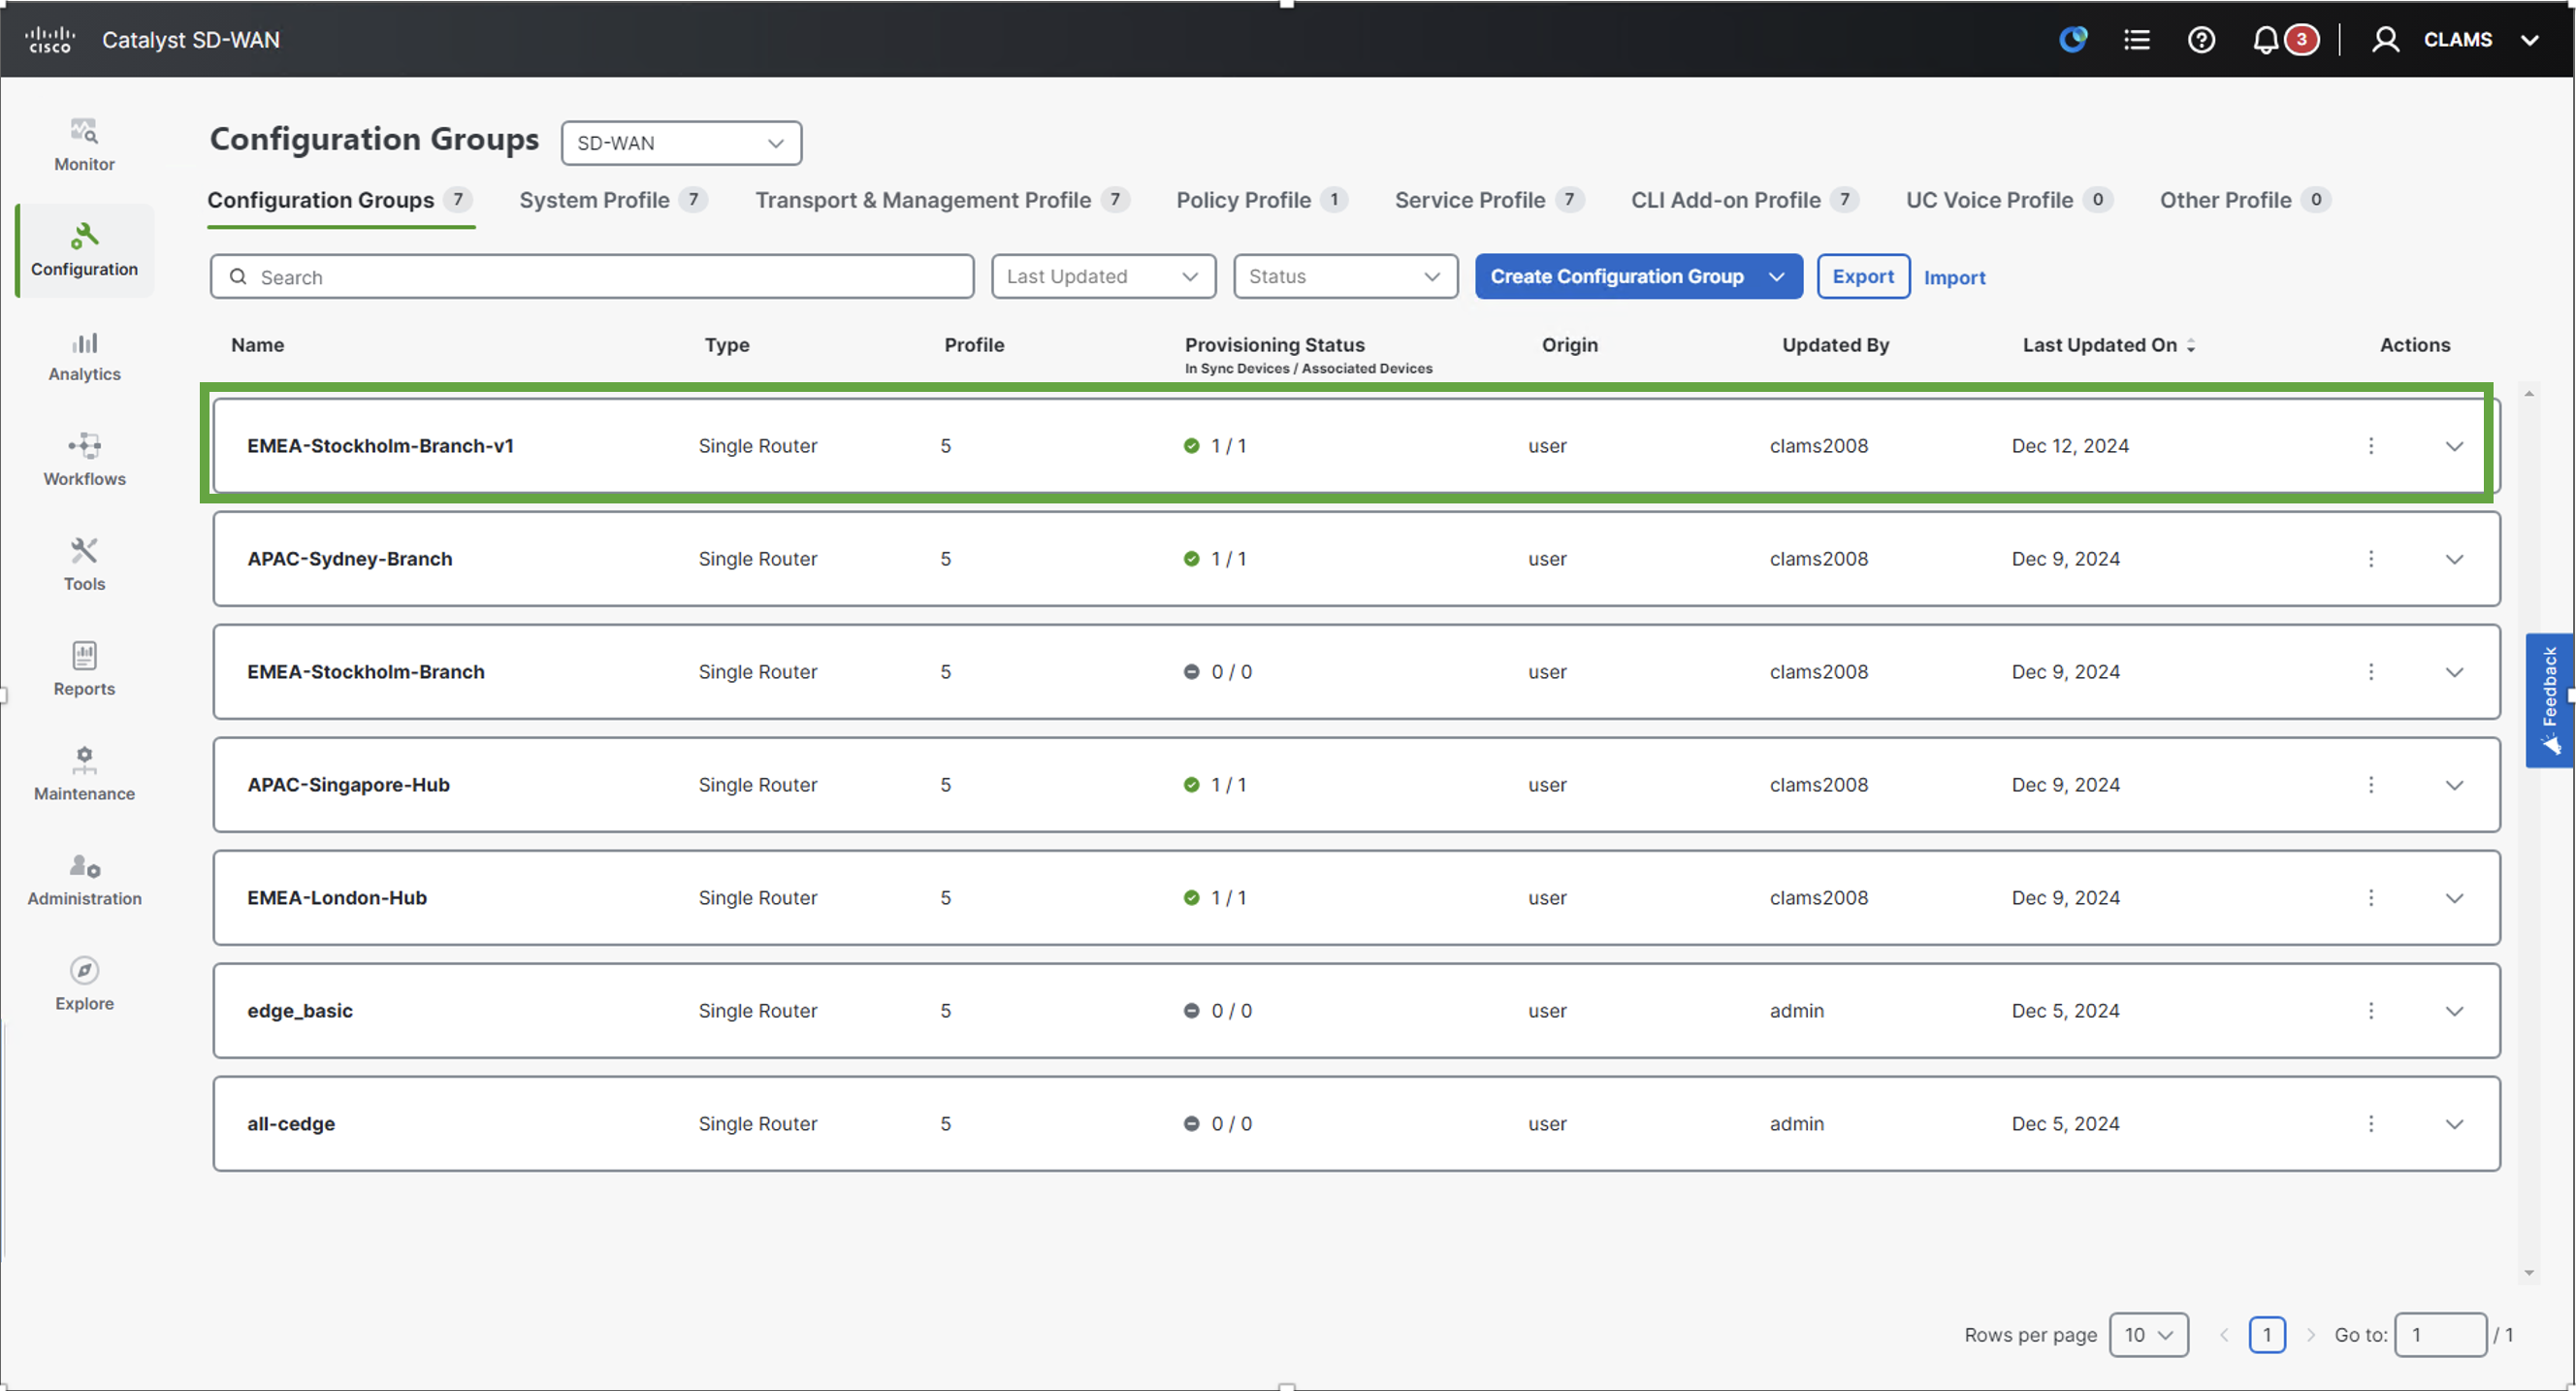 cisco Catalyst SD-WAN 3 CLAMS
Monitor
Configuration
Analytics
Workflows
Tools
Reports
Maintenance
Administration
Explore
Configuration Groups SD-WAN
Configuration Groups 7 System Profile 7 Transport & Management Profile 7 Policy Profile 1 Service Profile 7 CLI Add-on Profile 7 UC Voice Profile 0 Other Profile 0
Search Last Updated Status Create Configuration Group Export Import
Name Type Profile Provisioning Status Origin Updated By Last Updated On Actions
In Sync Devices / Associated Devices
EMEA-Stockholm-Branch-v1 Single Router 5 1 / 1 user clams2008 Dec 12, 2024
APAC-Sydney-Branch Single Router 5 1 / 1 user clams2008 Dec 9, 2024
EMEA-Stockholm-Branch Single Router 5 0 / 0 user clams2008 Dec 9, 2024
APAC-Singapore-Hub Single Router 5 1 / 1 user clams2008 Dec 9, 2024
EMEA-London-Hub Single Router 5 1 / 1 user clams2008 Dec 9, 2024
edge_basic Single Router 5 0 / 0 user admin Dec 5, 2024
all-cedge Single Router 5 0 / 0 user admin Dec 5, 2024
Feedback
Rows per page 10 1 Go to: 1 / 1